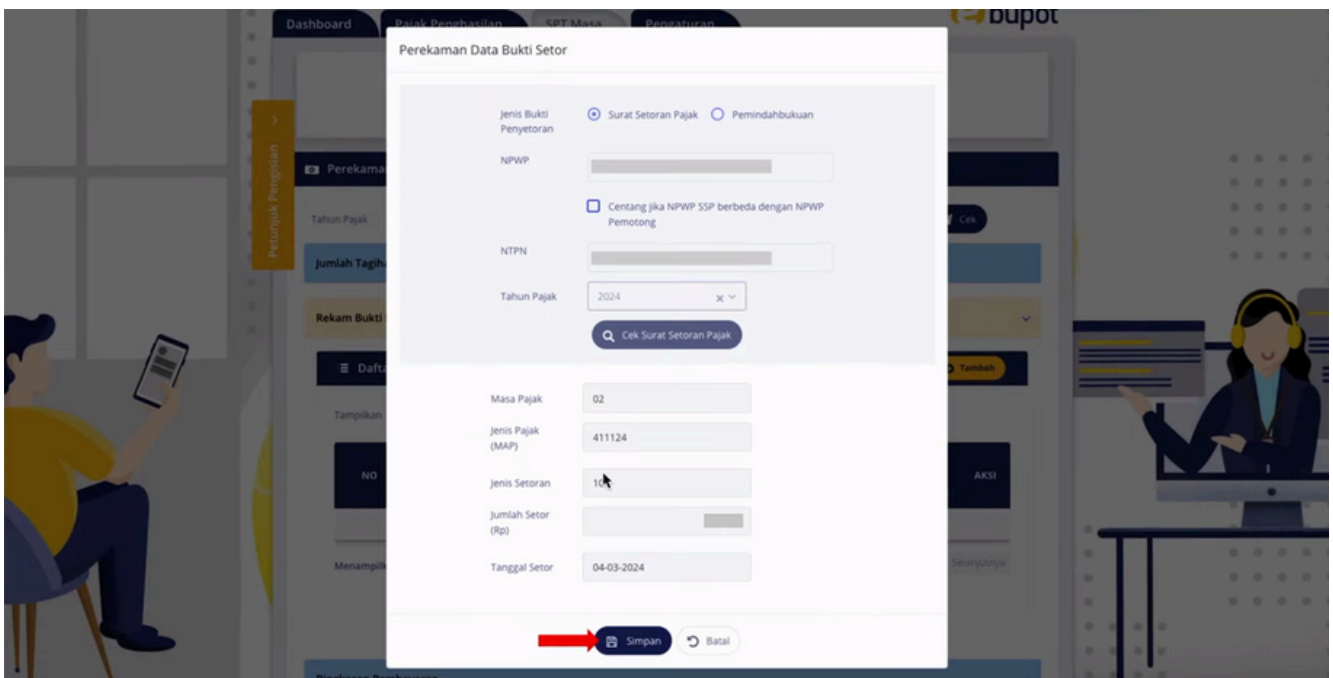 Dashboard
Pajak Penghasilan
SPT Masa
Pengaturan
bupot
Perekaman Data Bukti Setor
Petunjuk Pengisian
Jenis Bukti
Penyetoran
Surat Setoran Pajak
Pemindahbukuan
NPWP
Centang jika NPWP SSP berbeda dengan NPWP
Pemotong
NTPN
Tahun Pajak
2024
Cek Surat Setoran Pajak
Tahun Pajak
Cek
Rekam Bukti
Tambah
Tampilkan
NO
AKSI
Masa Pajak
02
Jenis Pajak
(MAP)
411124
Jenis Setoran
Jumlah Setor
(Rp)
Tanggal Setor
04-03-2024
Selanjutnya
Simpan
Batal